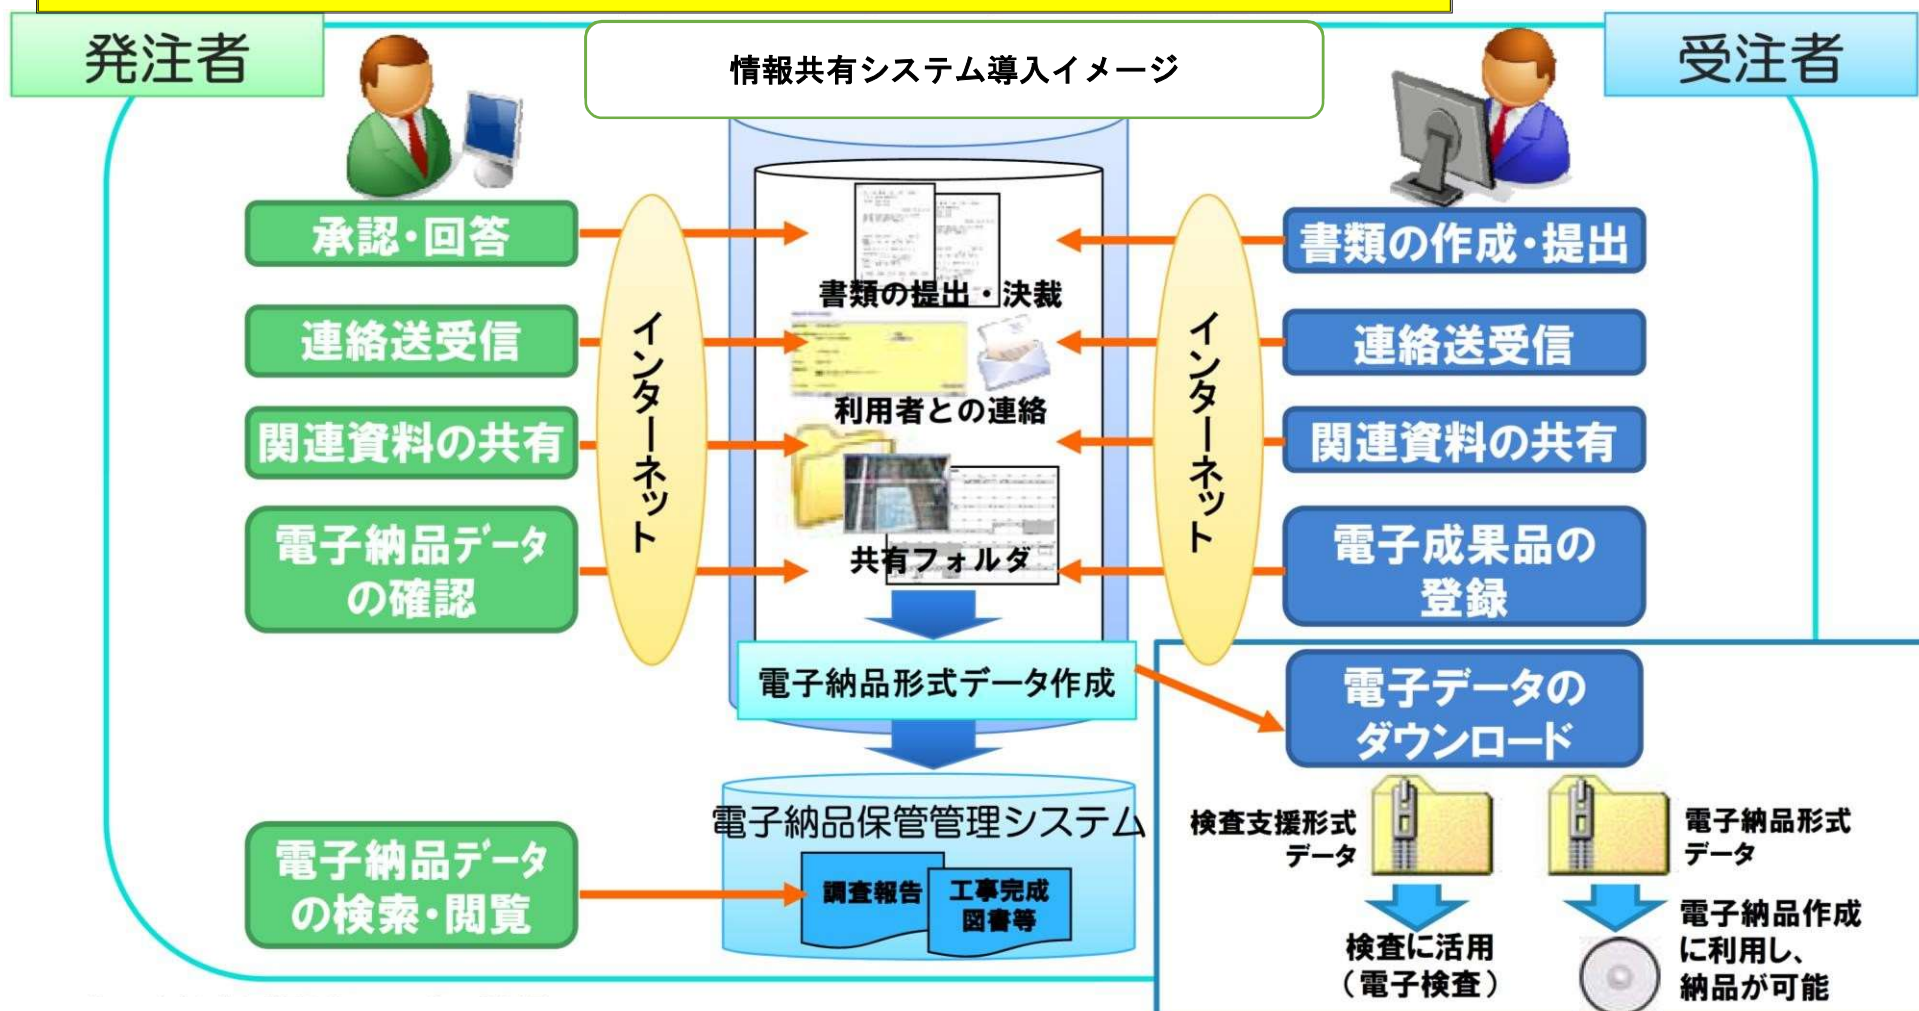 発注者
情報共有システム導入イメージ
受注者
承認・回答
連絡送受信
関連資料の共有
電子納品データ
の確認
電子納品データ
の検索・閲覧
インターネット
書類の提出・決裁
利用者との連絡
共有フォルダ
電子納品形式データ作成
電子納品保管管理システム
調査報告
工事完成
図書等
インターネット
書類の作成・提出
連絡送受信
関連資料の共有
電子成果品の
登録
電子データの
ダウンロード
検査支援形式
データ
検査に活用
（電子検査）
電子納品形式
データ
電子納品作成
に利用し、
納品が可能